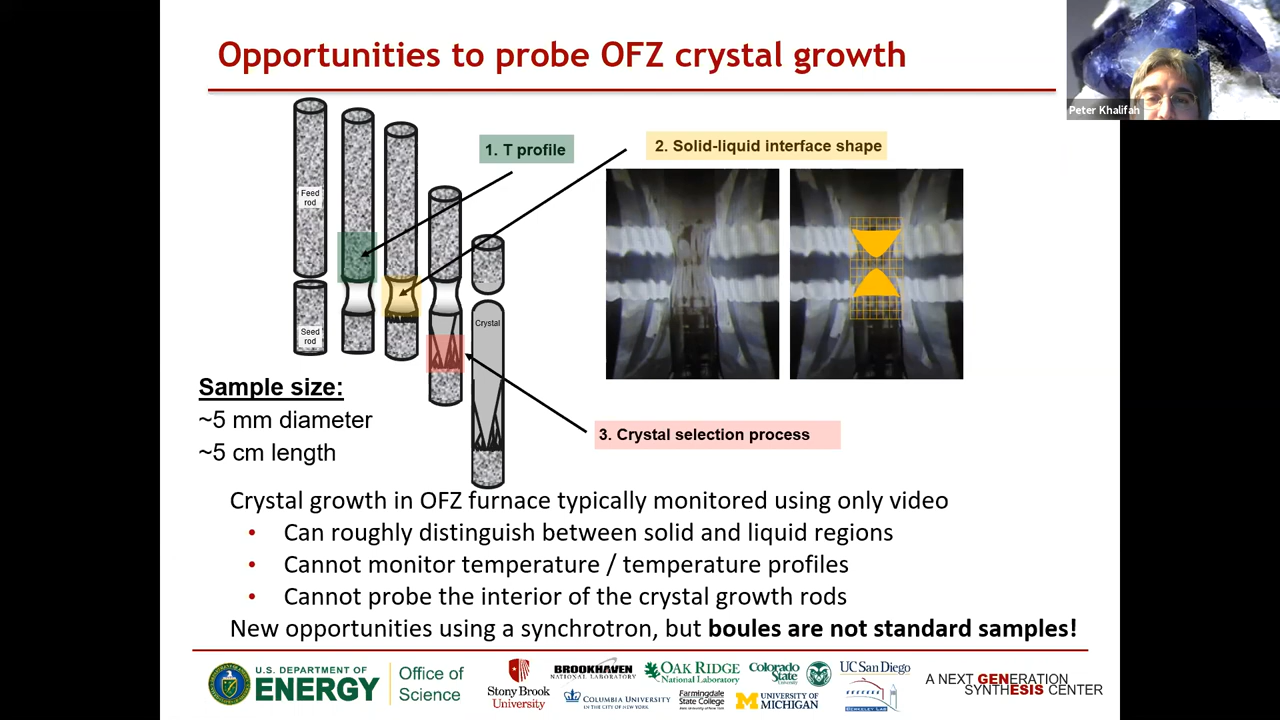 Opportunities to probe OFZ crystal growth
Peter Khalifah
1. T profile
2. Solid-liquid interface shape
Feed
rod
Seed
rod
Crystal
Sample size:
~5 mm diameter
~5 cm length
3. Crystal selection process
Crystal growth in OFZ furnace typically monitored using only video
• Can roughly distinguish between solid and liquid regions
• Cannot monitor temperature / temperature profiles
• Cannot probe the interior of the crystal growth rods
New opportunities using a synchrotron, but boules are not standard samples!
U.S. DEPARTMENT OF
ENERGY
Office of
Science
Stony Brook
University
BROOKHAVEN
NATIONAL LABORATORY
OAK RIDGE
National Laboratory
Colorado
State
University
UC San Diego
COLUMBIA UNIVERSITY
IN THE CITY OF NEW YORK
Farmingdale
State College
UNIVERSITY OF
MICHIGAN
BERKELEY LAB
A NEXT GENERATION
SYNTHESIS CENTER